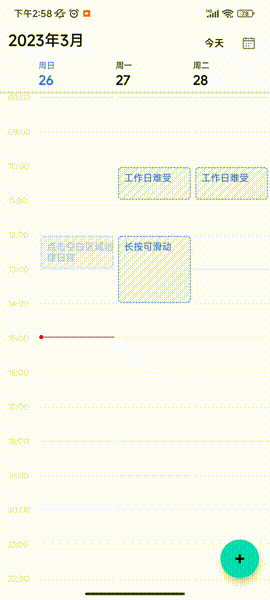 下午2:58
78
2023年3月
今天
周日 周一 周二
26 27 28
08:00
09:00
10:00
工作日难受 工作日难受
11:00
12:00
点击空白区域创建日程
长按可滑动
13:00
15:00
16:00
17:00
18:00
19:00
20:00
21:00
22:00
+